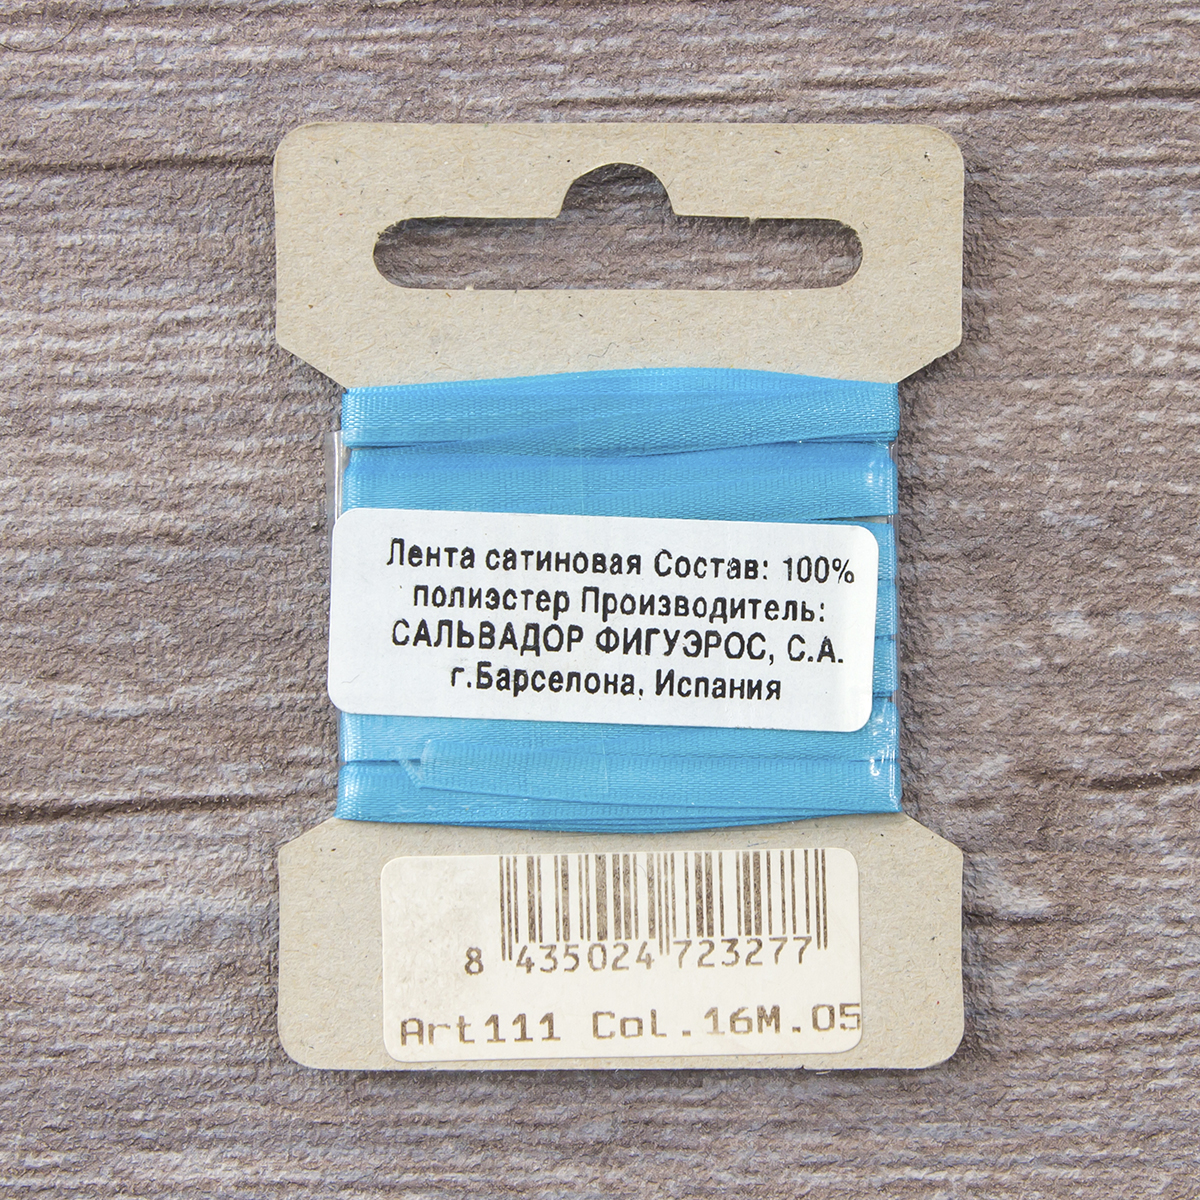 Лента сатиновая Состав: 100%
полиэстер Производитель:
САЛЬВАДОР ФИГУЭРОС, С.А.
г.Барселона, Испания
8 435024 723277
Art111 Col.16M.05